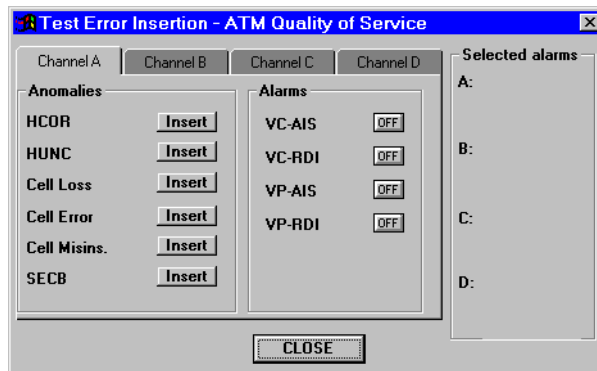 Test Error Insertion - ATM Quality of Service
Channel A Channel B Channel C Channel D
Anomalies
HCOR Insert
HUNC Insert
Cell Loss Insert
Cell Error Insert
Cell Misins. Insert
SECB Insert
Alarms
VC-AIS OFF
VC-RDI OFF
VP-AIS OFF
VP-RDI OFF
Selected alarms
A:
B:
C:
D:
CLOSE